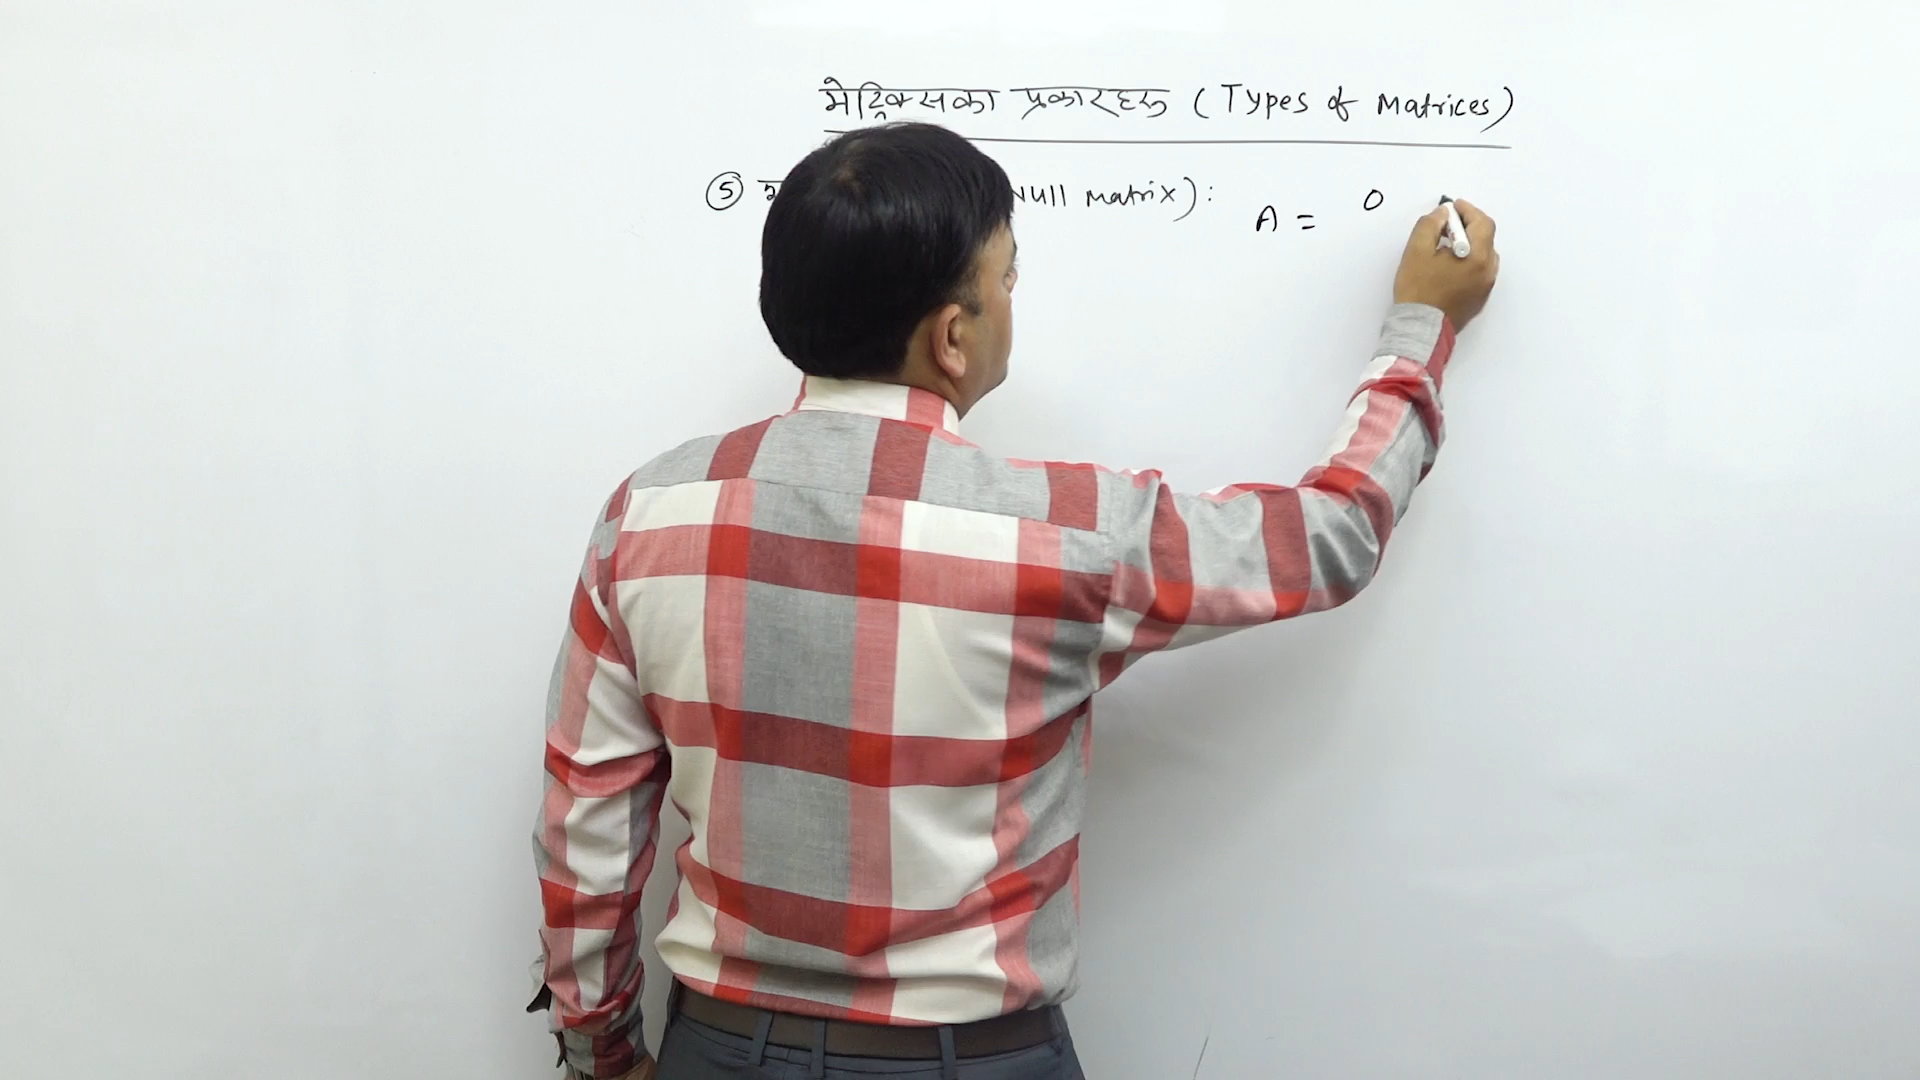 मेट्रिक्सका प्रकारहरू (Types of Matrices)
⑤ Null matrix):
A = 0